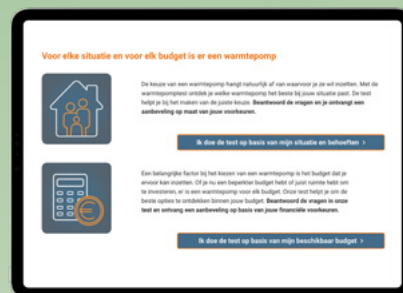 Voor elke situatie en voor elk budget is er een warmtepomp
De keuze van een warmtepomp hangt natuurlijk af van waarvoor je ze wil inzetten. Met de
warmtepomptest ontdek je welke warmtepomp het beste bij jouw situatie past. De test
helpt je bij het maken van de juiste keuze. Beantwoord de vragen en je ontvangt een
aanbeveling op maat van jouw voorkeuren.
Ik doe de test op basis van mijn situatie en behoeften >
Een belangrijke factor bij het kiezen van een warmtepomp is het budget dat je
ervoor kan inzetten. Of je nu een beperkter budget hebt of juist ruimte hebt om
te investeren, er is een warmtepomp voor elk budget. Onze test helpt je om de
beste opties te ontdekken binnen jouw budget. Beantwoord de vragen in onze
test en ontvang een aanbeveling op basis van jouw financiële voorkeuren.
Ik doe de test op basis van mijn beschikbaar budget >